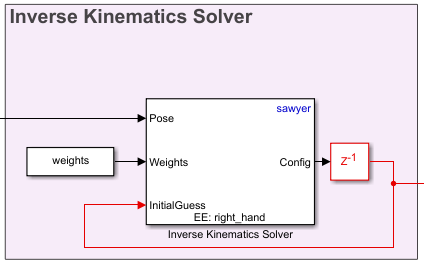 Inverse Kinematics Solver
sawyer
Pose
weights
Weights
Config
Z-1
InitialGuess
EE: right_hand
Inverse Kinematics Solver